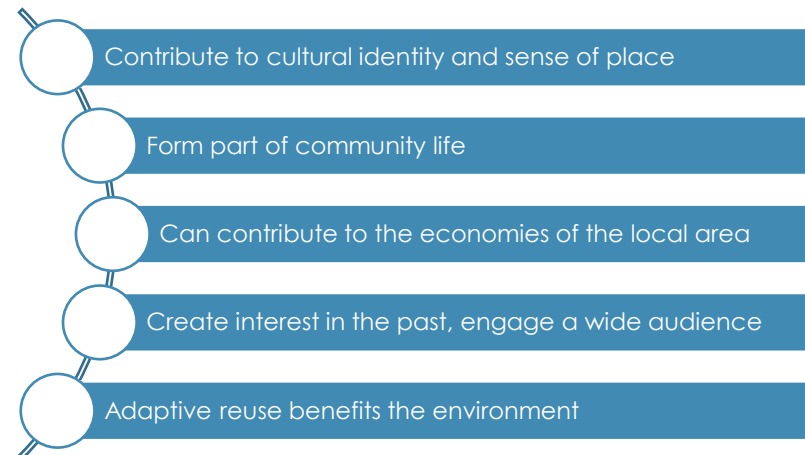 Contribute to cultural identity and sense of place
Form part of community life
Can contribute to the economies of the local area
Create interest in the past, engage a wide audience
Adaptive reuse benefits the environment